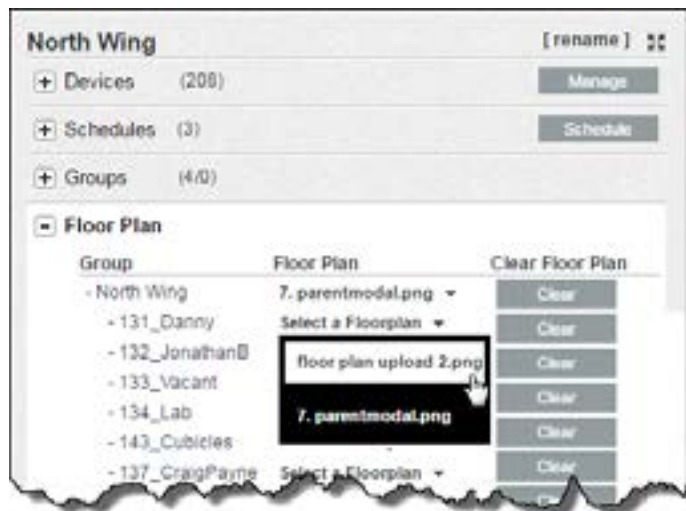 North Wing [ rename ]
+ Devices (208) Manage
+ Schedules (3) Schedule
+ Groups (4/0)
- Floor Plan
Group Floor Plan Clear Floor Plan
- North Wing 7. parentmodal.png Clear
- 131_Danny Select a Floorplan Clear
- 132_Jonathan floor plan upload 2.png Clear
- 133_Vacant Clear
- 134_Lab 7. parentmodal.png Clear
- 143_Cubicles
- 137_CraigPayne Select a Floorplan Clear